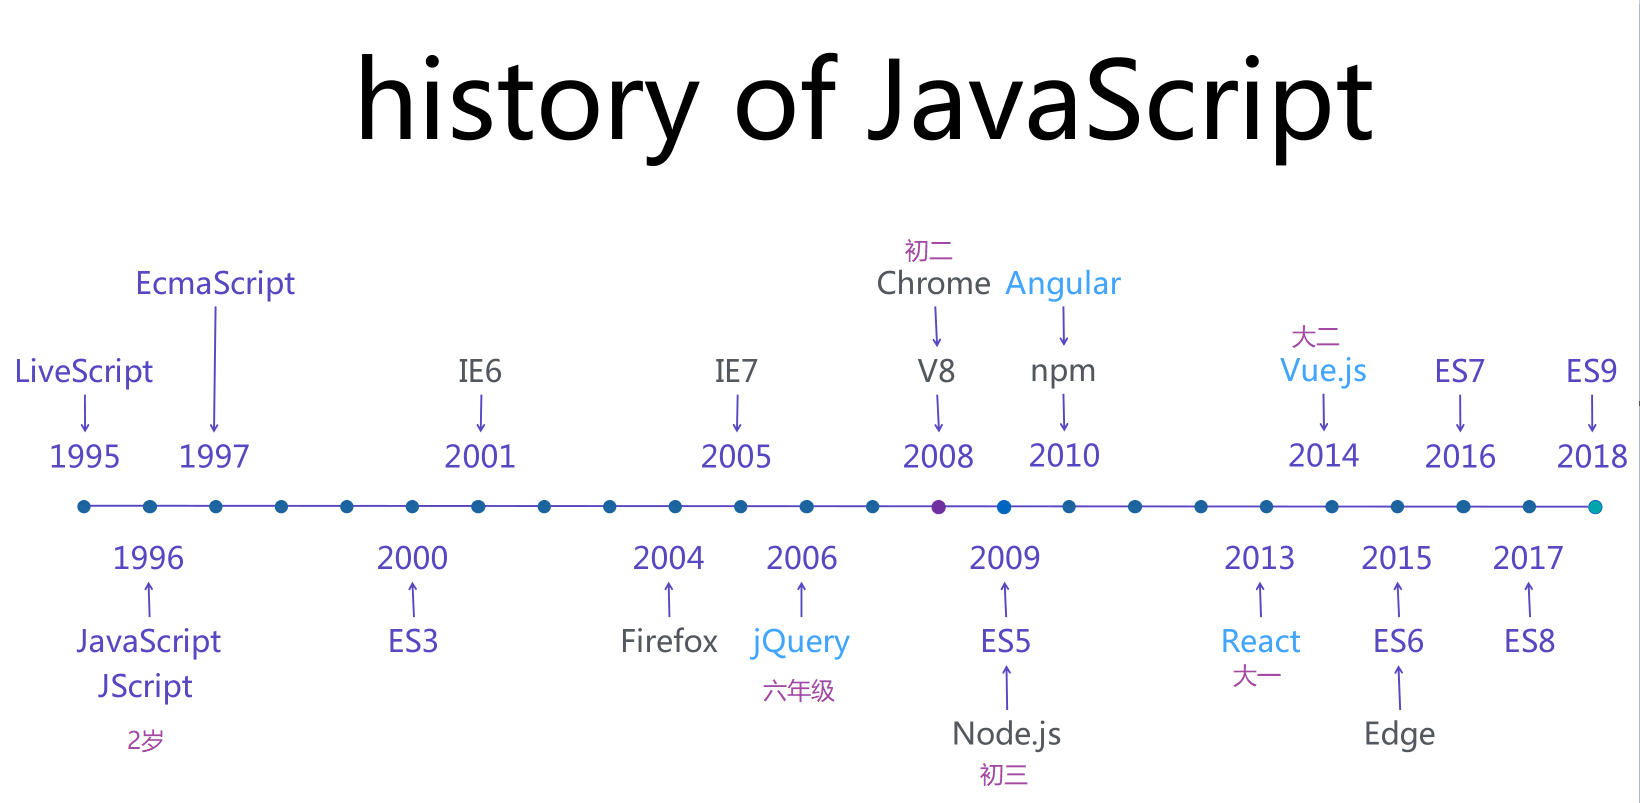 history of JavaScript
初二
EcmaScript
Chrome
Angular
大二
LiveScript
IE6
IE7
V8
npm
Vue.js
ES7
ES9
1995
1997
2001
2005
2008
2010
2014
2016
2018
1996
2000
2004
2006
2009
2013
2015
2017
JavaScript
ES3
Firefox
jQuery
ES5
React
ES6
ES8
JScript
六年级
大一
2岁
Node.js
Edge
初三